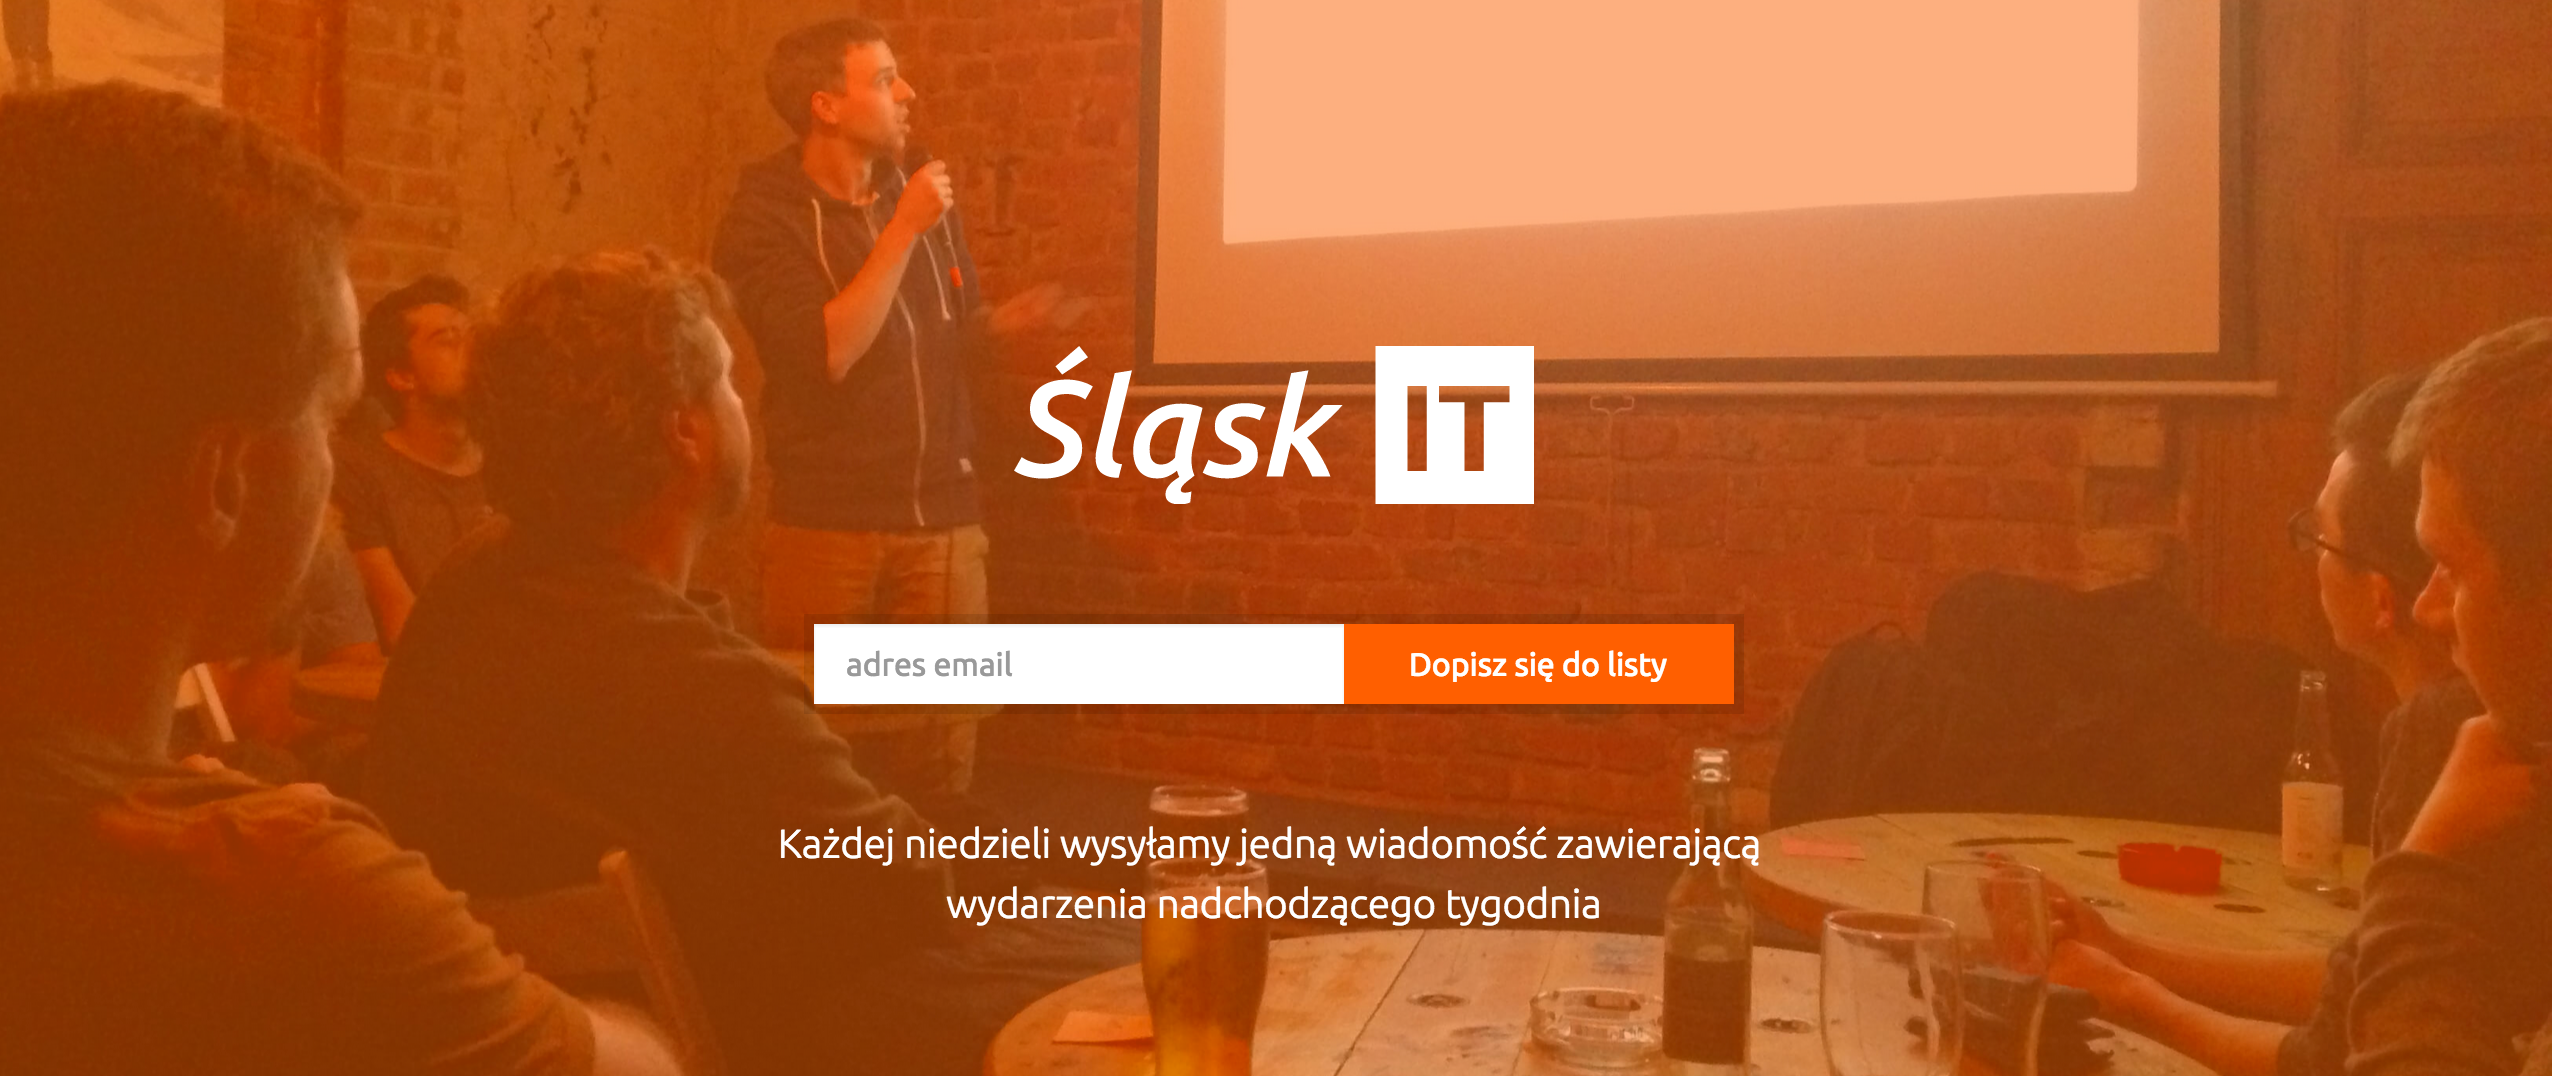 Śląsk IT
adres email
Dopisz się do listy
Każdej niedzieli wysyłamy jedną wiadomość zawierającą
wydarzenia nadchodzącego tygodnia